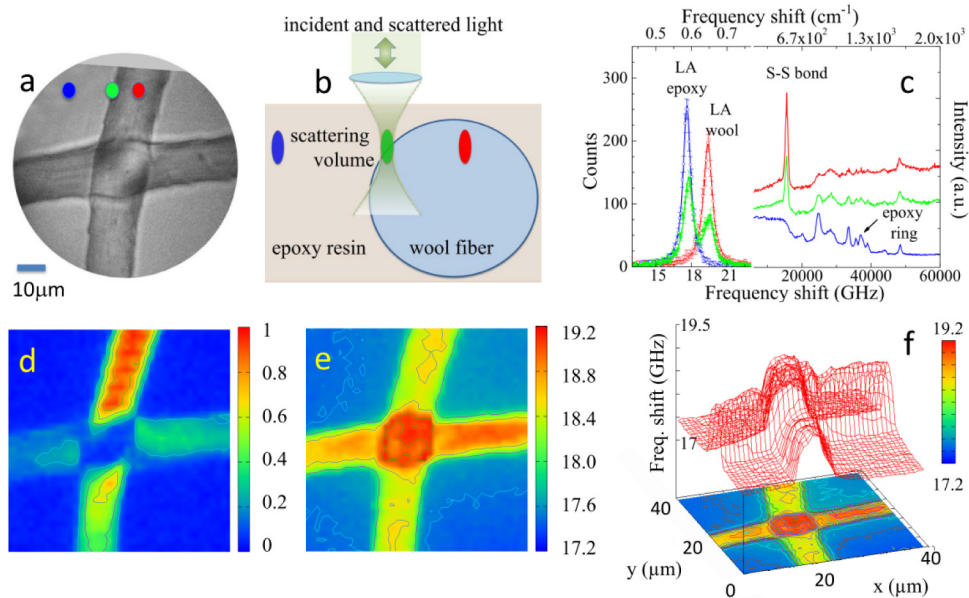 a
10μm
incident and scattered light
b
scattering
volume
epoxy resin
wool fiber
Frequency shift (cm⁻¹)
0.5 0.6 0.7 6.7x10² 1.3x10³ 2.0x10³
300
250
200
150
100
50
0
Counts
LA
epoxy
LA
wool
S-S bond
c
epoxy
ring
Intensity (a.u.)
15 18 21 20000 40000 60000
Frequency shift (GHz)
d
1
0.8
0.6
0.4
0.2
0
e
19.2
18.8
18.4
18.0
17.6
17.2
f
19.5
17
Freq. shift (GHz)
19.2
17.2
40
20
0
y (μm)
20
40
x (μm)